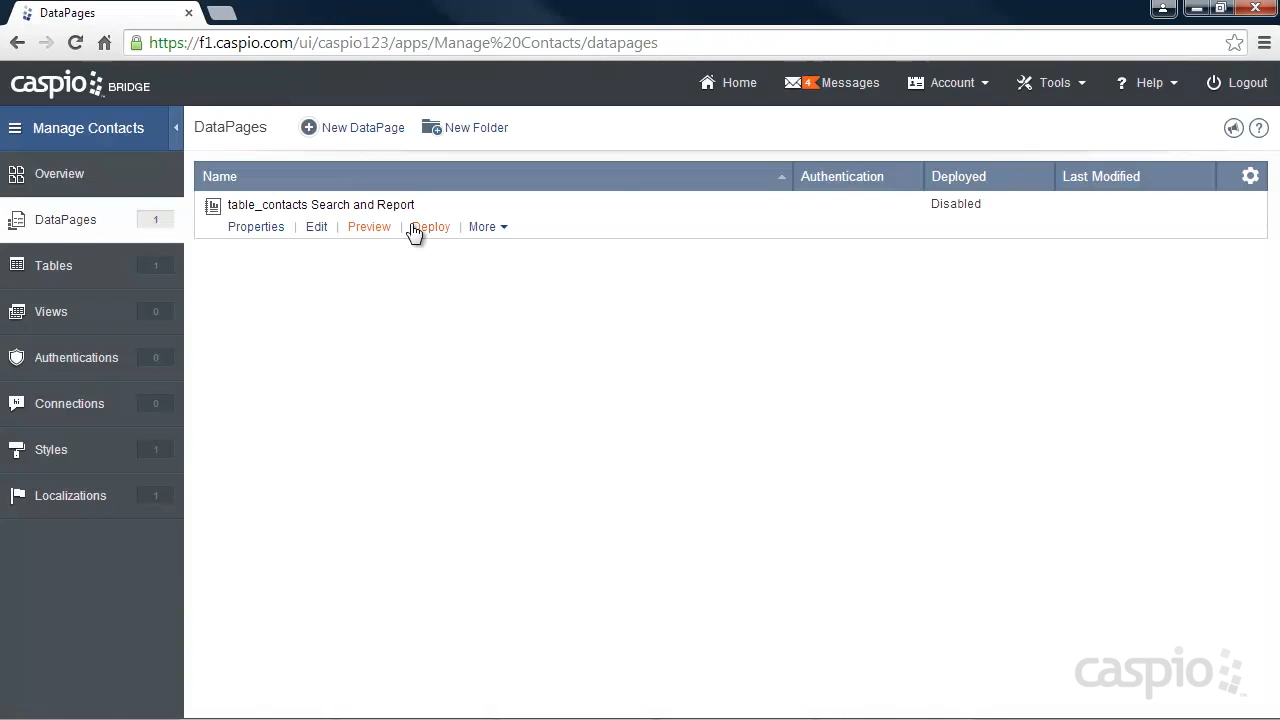 DataPages
https://f1.caspio.com/ui/caspio123/apps/Manage%20Contacts/datapages
caspio BRIDGE
Home
4 Messages
Account
Tools
Help
Logout
Manage Contacts
DataPages
New DataPage
New Folder
Overview
DataPages 1
Tables 1
Views 0
Authentications 0
Connections 0
Styles 1
Localizations 1
Name Authentication Deployed Last Modified
table_contacts Search and Report Disabled
Properties | Edit | Preview | Deploy | More
caspio